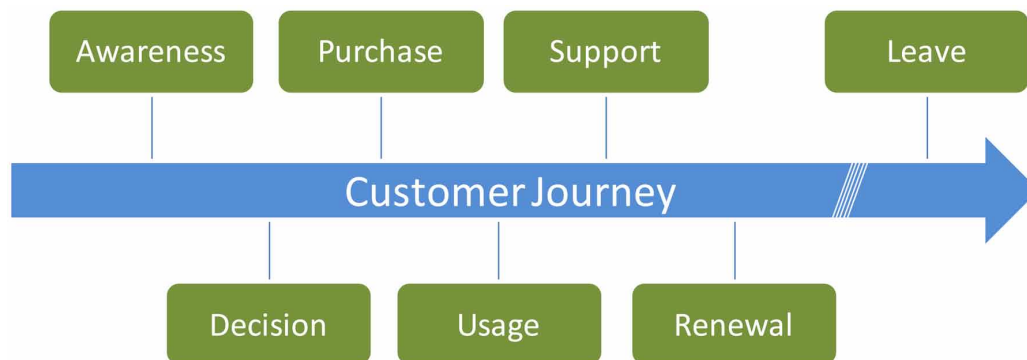 Awareness
Purchase
Support
Leave
Customer Journey
Decision
Usage
Renewal